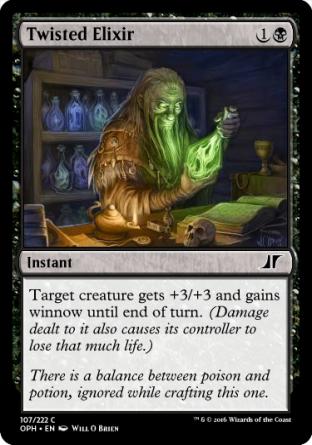 Twisted Elixir 1
Instant
Target creature gets +3/+3 and gains
winnow until end of turn. (Damage
dealt to it also causes its controller to
lose that much life.)
There is a balance between poison and
potion, ignored while crafting this one.
107/222 C
OPH • EN Will O Brien
™ & © 2016 Wizards of the Coast